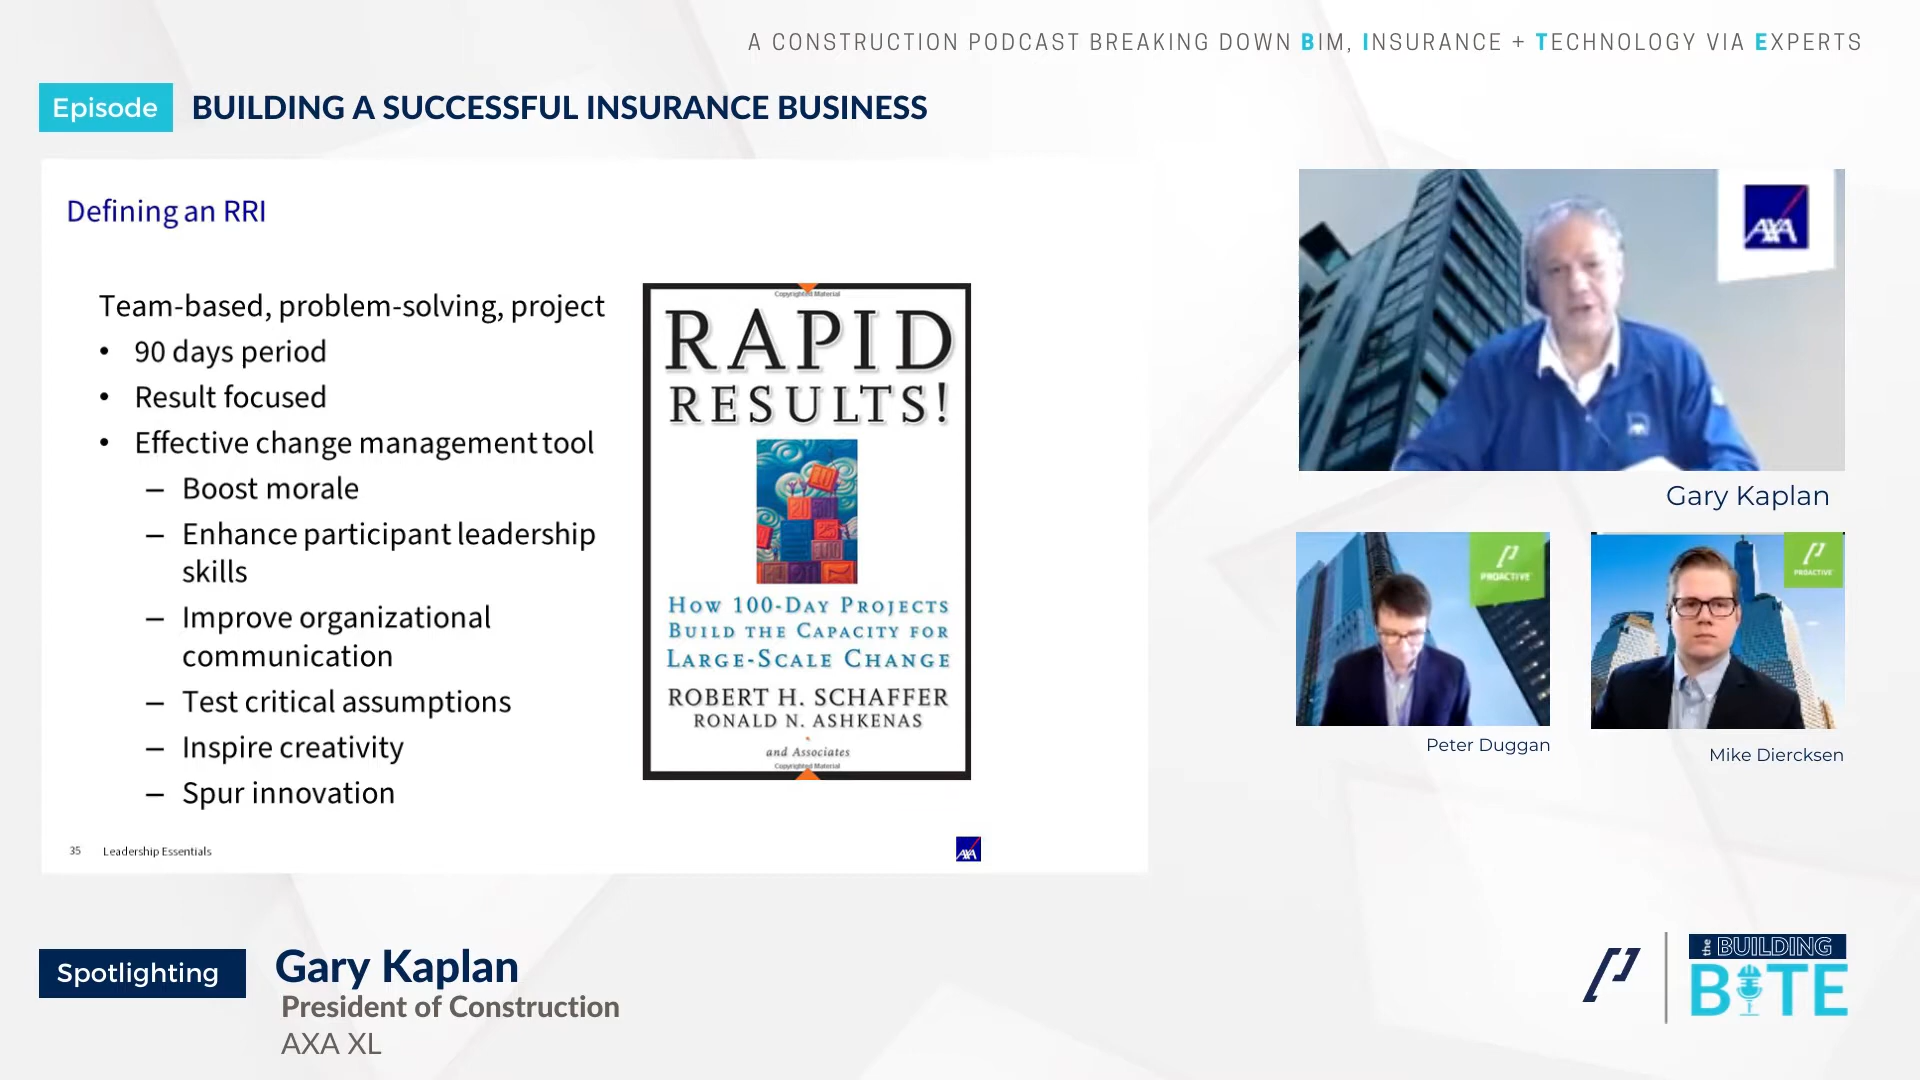 A CONSTRUCTION PODCAST BREAKING DOWN BIM, INSURANCE + TECHNOLOGY VIA EXPERTS
Episode
BUILDING A SUCCESSFUL INSURANCE BUSINESS
Defining an RRI
Team-based, problem-solving, project
• 90 days period
• Result focused
• Effective change management tool
– Boost morale
– Enhance participant leadership
skills
– Improve organizational
communication
– Test critical assumptions
– Inspire creativity
– Spur innovation
35
Leadership Essentials
AXA
Copyrighted Material
RAPID
RESULTS!
HOW 100-DAY PROJECTS
BUILD THE CAPACITY FOR
LARGE-SCALE CHANGE
ROBERT H. SCHAFFER
RONALD N. ASHKENAS
and Associates
Copyrighted Material
AXA
Gary Kaplan
PROACTIVE
Peter Duggan
PROACTIVE
Mike Diercksen
Spotlighting
Gary Kaplan
President of Construction
AXA XL
the BUILDING
BITE